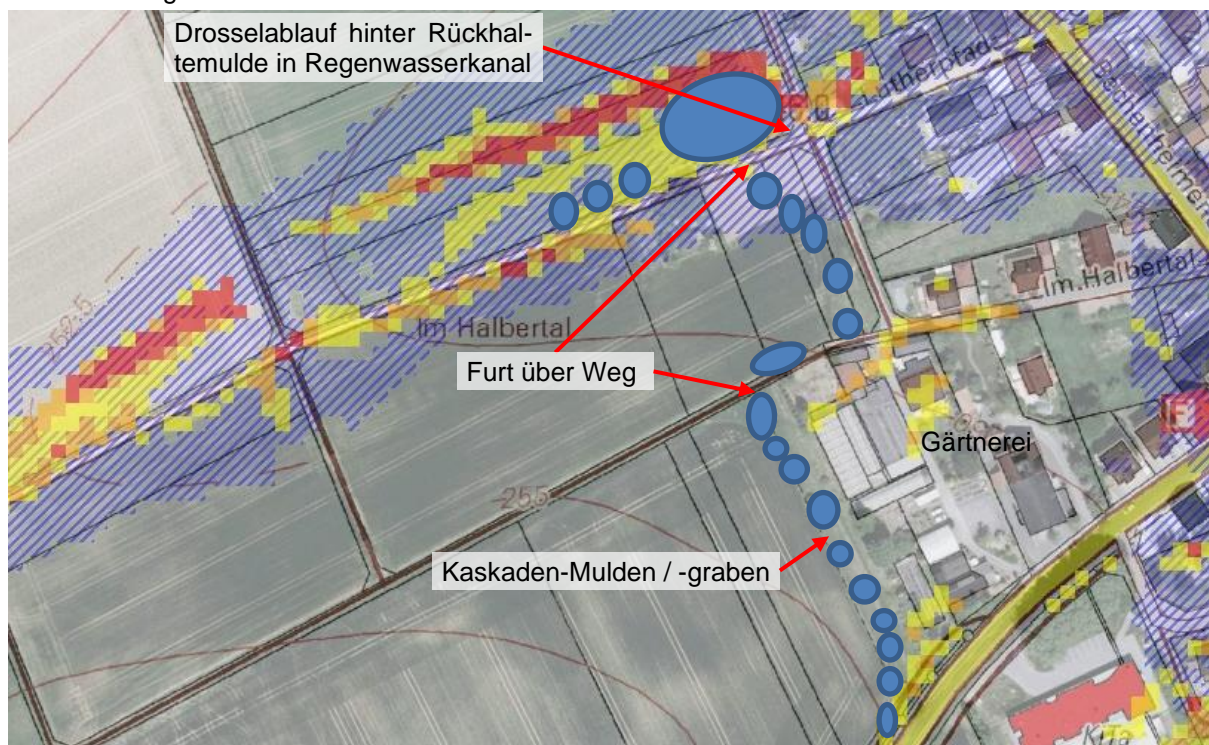 Drosselablauf hinter Rückhal-
temulde in Regenwasserkanal
Im Halbertal
252.5
Im Halbertal
Furt über Weg
Gärtnerei
255
Kaskaden-Mulden / -graben
F
Kita